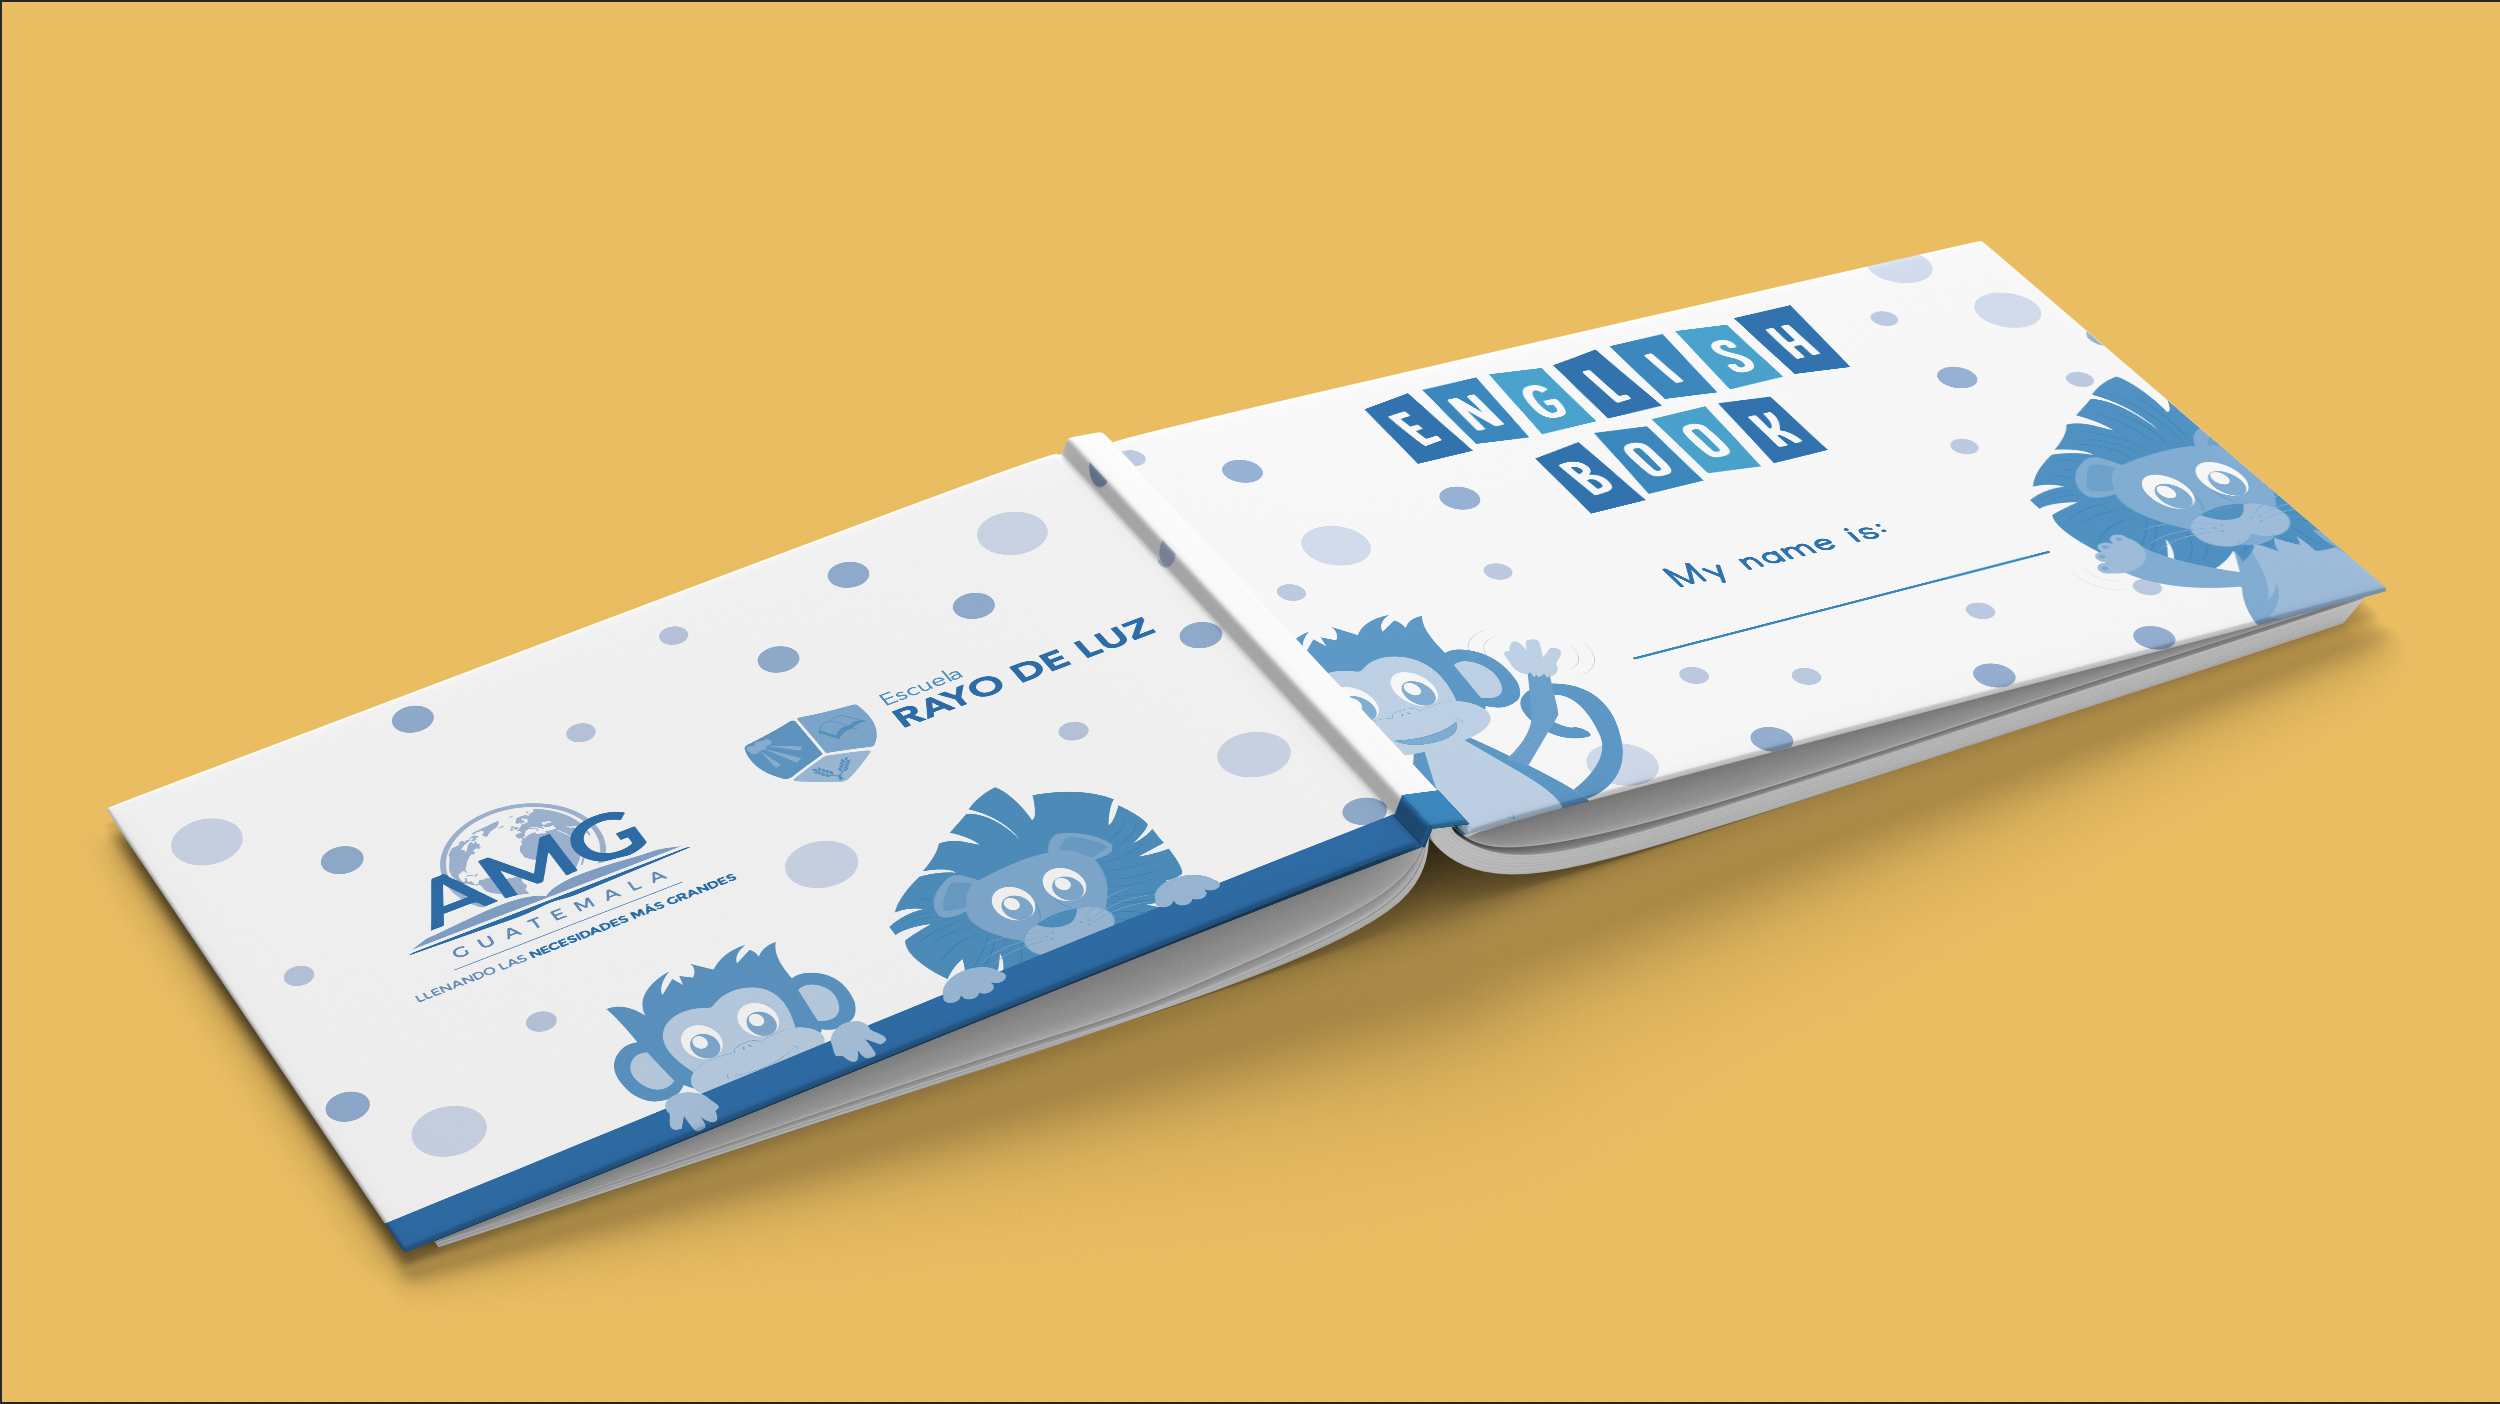 ENGLISH
BOOK
My name is:
Escuela
RAYO DE LUZ
AMG
GUATEMALA
LLENANDO LAS NECESIDADES MÁS GRANDES